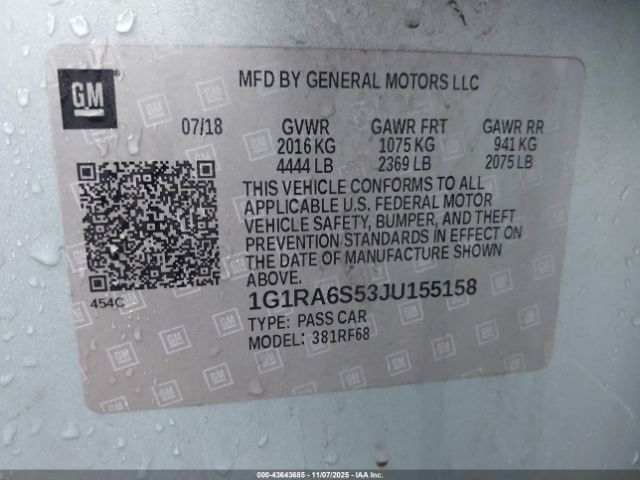 GM
MFD BY GENERAL MOTORS LLC
07/18 GVWR GAWR FRT GAWR RR
2016 KG 1075 KG 941 KG
4444 LB 2369 LB 2075 LB
THIS VEHICLE CONFORMS TO ALL
APPLICABLE U.S. FEDERAL MOTOR
VEHICLE SAFETY, BUMPER, AND THEFT
PREVENTION STANDARDS IN EFFECT ON
THE DATE OF MANUFACTURE SHOWN
ABOVE.
454C
1G1RA6S53JU155158
TYPE: PASS CAR
MODEL: 381RF68
000-43643685 - 11/07/2025 - IAAI.COM